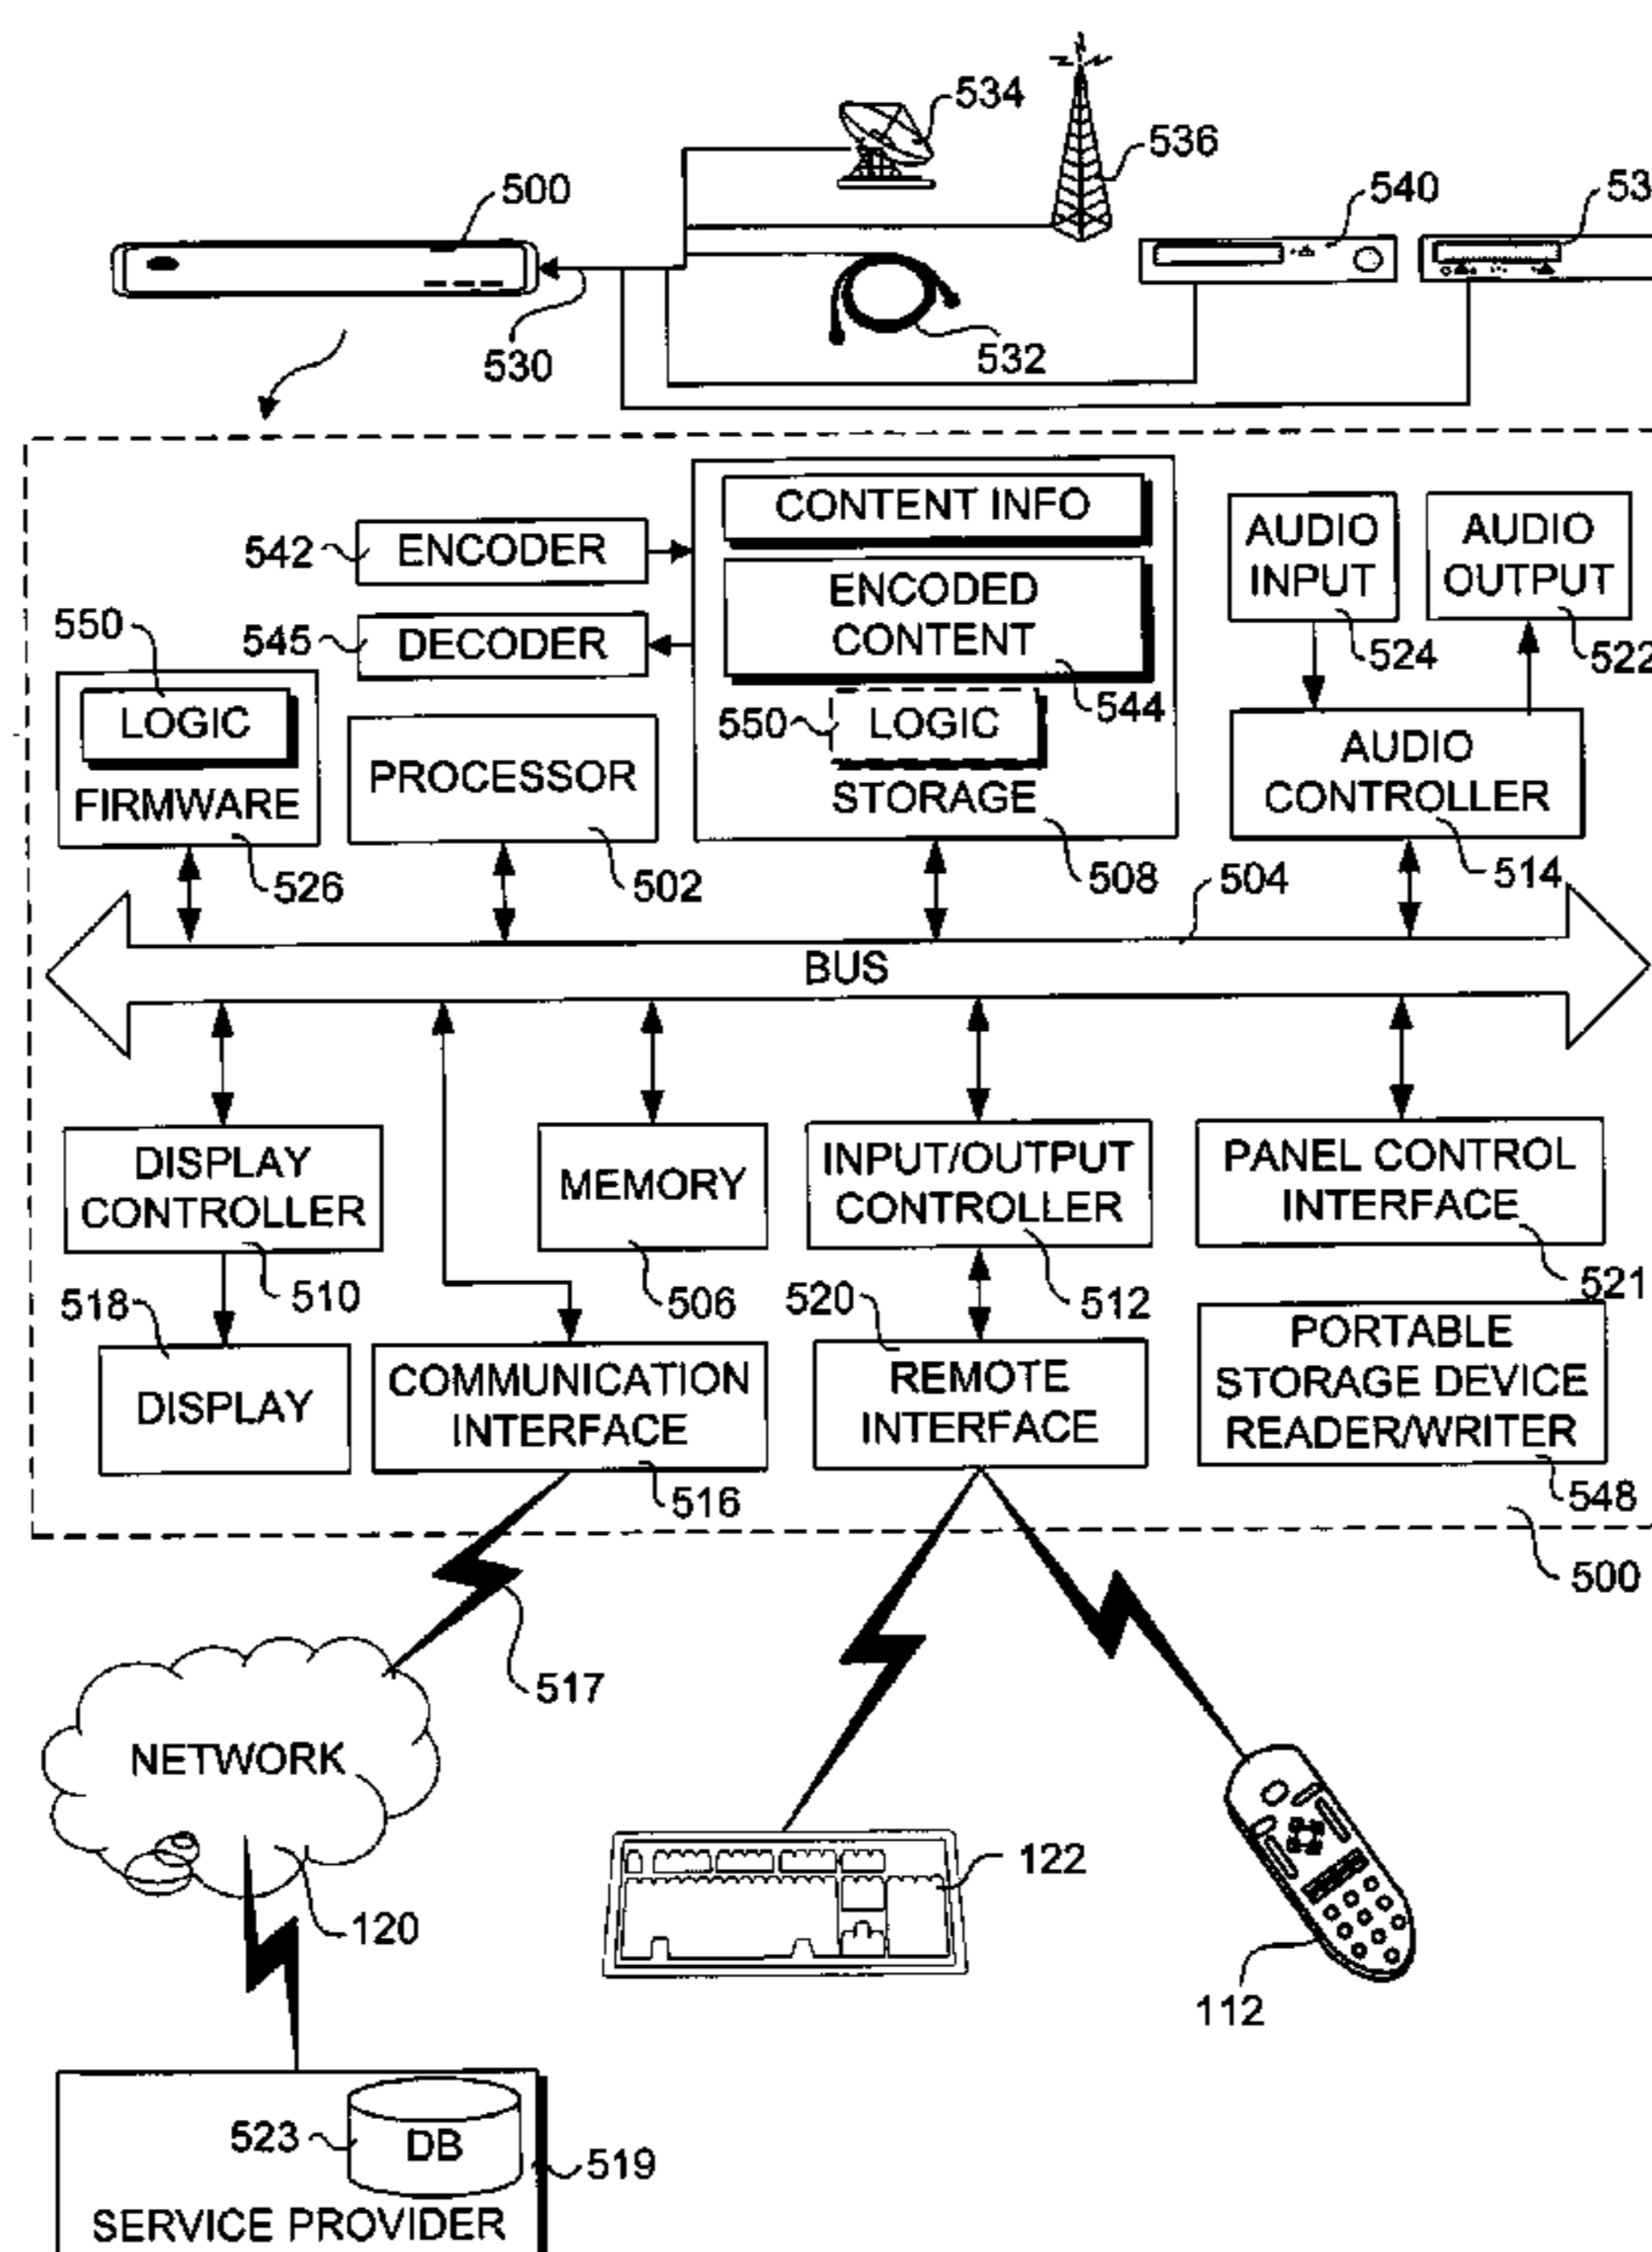 534
536
500
540
53
530
532
CONTENT INFO
542
ENCODER
ENCODED
CONTENT
AUDIO
INPUT
AUDIO
OUTPUT
550
545
DECODER
524
522
LOGIC
FIRMWARE
PROCESSOR
544
550
LOGIC
STORAGE
AUDIO
CONTROLLER
526
502
508
504
514
BUS
DISPLAY
CONTROLLER
MEMORY
INPUT/OUTPUT
CONTROLLER
PANEL CONTROL
INTERFACE
518
510
506
520
512
521
DISPLAY
COMMUNICATION
INTERFACE
REMOTE
INTERFACE
PORTABLE
STORAGE DEVICE
READER/WRITER
516
548
500
517
NETWORK
122
120
112
523
DB
519
SERVICE PROVIDER